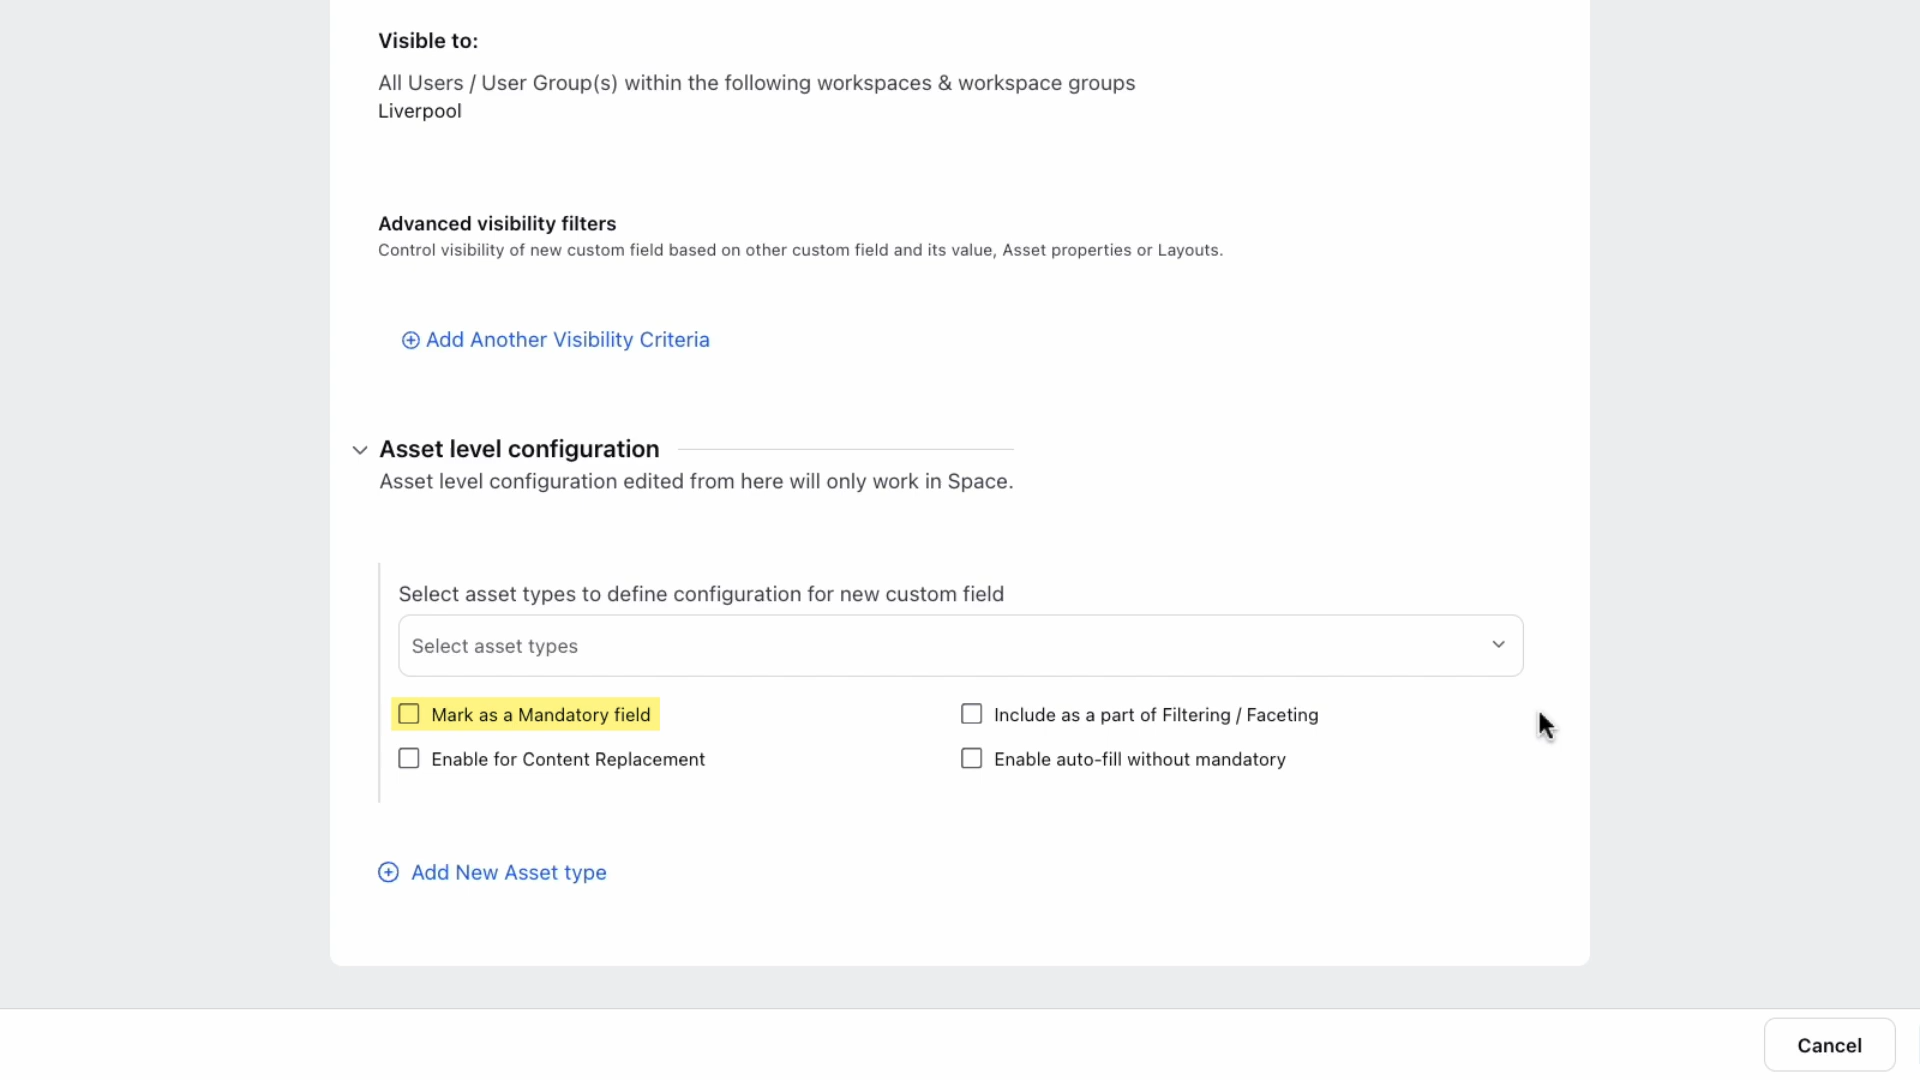 Visible to:
All Users / User Group(s) within the following workspaces & workspace groups
Liverpool
Advanced visibility filters
Control visibility of new custom field based on other custom field and its value, Asset properties or Layouts.
Add Another Visibility Criteria
Asset level configuration
Asset level configuration edited from here will only work in Space.
Select asset types to define configuration for new custom field
Select asset types
Mark as a Mandatory field
Include as a part of Filtering / Faceting
Enable for Content Replacement
Enable auto-fill without mandatory
Add New Asset type
Cancel